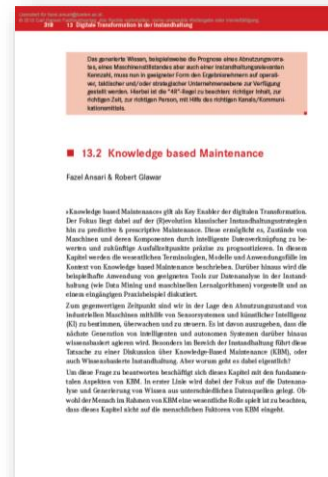 318 13 Digitale Transformation in der Instandhaltung
Das generierte Wissen, beispielsweise die Prognose eines Abnutzungsvorra-
tes, eines Maschinenstillstandes aber auch einer instandhaltungsrelevanten
Kennzahl, muss nun in geeigneter Form den Ergebnisnehmern auf operati-
ver, taktischer und/oder strategischer Unternehmensebene zur Verfügung
gestellt werden. Hierbei ist die "4R"-Regel zu beachten: richtiger Inhalt, zur
richtigen Zeit, zur richtigen Person, mit Hilfe des richtigen Kanals/Kommuni-
kationsmittels.
13.2 Knowledge based Maintenance
Fazel Ansari & Robert Glawar
»Knowledge based Maintenance« gilt als Key Enabler der digitalen Transformation.
Der Fokus liegt dabei auf der (R)evolution klassischer Instandhaltungsstrategien
hin zu predictive & prescriptive Maintenance. Diese ermöglicht es, Zustände von
Maschinen und deren Komponenten durch intelligente Datenverknüpfung zu be-
werten und zukünftige Ausfallzeitpunkte präzise zu prognostizieren. In diesem
Kapitel werden die wesentlichen Terminologien, Modelle und Anwendungsfälle im
Kontext von Knowledge based Maintenance beschrieben. Darüber hinaus wird die
beispielhafte Anwendung von geeigneten Tools zur Datenanalyse in der Instand-
haltung (wie Data Mining und maschinellen Lernalgorithmen) vorgestellt und an
einem eingängigen Praxisbeispiel diskutiert.
Zum gegenwärtigen Zeitpunkt sind wir in der Lage den Abnutzungszustand von
industriellen Maschinen mithilfe von Sensorsystemen und künstlicher Intelligenz
(KI) zu bestimmen, überwachen und zu steuern. Es ist davon auszugehen, dass die
nächste Generation von intelligenten und autonomen Systemen darüber hinaus
wissensbasiert agieren wird. Besonders im Bereich der Instandhaltung führt diese
Tatsache zu einer Diskussion über Knowledge-Based Maintenance (KBM), oder
auch Wissensbasierte Instandhaltung. Aber worum geht es dabei eigentlich?
Um diese Frage zu beantworten beschäftigt sich dieses Kapitel mit den fundamen-
talen Aspekten von KBM. In erster Linie wird dabei der Fokus auf die Datenana-
lyse und Generierung von Wissen aus unterschiedlichen Datenquellen gelegt. Ob-
wohl der Mensch im Rahmen von KBM eine wesentliche Rolle spielt ist zu beachten,
dass dieses Kapitel nicht auf die menschlichen Faktoren von KBM eingeht.